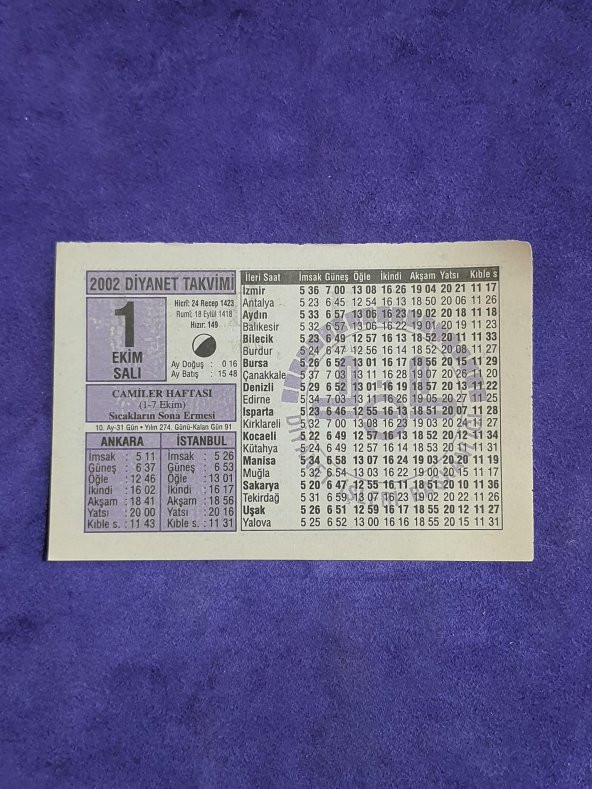 2002 DİYANET TAKVİMİ
1
EKİM
SALI
Hicrî: 24 Recep 1423
Rumî: 18 Eylül 1418
Hızır: 149
Ay Doğuş : 0 16
Ay Batış : 15 48
CAMİLER HAFTASI
(1-7 Ekim)
Sıcakların Sona Ermesi
10. Ay-31 Gün • Yılın 274. Günü-Kalan Gün 91
ANKARA
İmsak : 5 11
Güneş : 6 37
Öğle : 12 46
İkindi : 16 02
Akşam : 18 41
Yatsı : 20 00
Kıble s. : 11 43
İSTANBUL
İmsak : 5 26
Güneş : 6 53
Öğle : 13 01
İkindi : 16 17
Akşam : 18 56
Yatsı : 20 16
Kıble s. : 11 31
İleri Saat İmsak Güneş Öğle İkindi Akşam Yatsı Kıble s
İzmir 5 36 7 00 13 08 16 26 19 04 20 21 11 17
Antalya 5 23 6 45 12 54 16 13 18 50 20 06 11 26
Aydın 5 33 6 57 13 06 16 23 19 02 20 18 11 18
Balıkesir 5 32 6 57 13 06 16 22 19 01 20 19 11 23
Bilecik 5 23 6 49 12 57 16 13 18 52 20 11 11 33
Burdur 5 24 6 47 12 56 16 14 18 52 20 08 11 27
Bursa 5 26 6 52 13 01 16 17 18 56 20 15 11 29
Çanakkale 5 37 7 03 13 11 16 28 19 07 20 25 11 21
Denizli 5 29 6 52 13 01 16 19 18 57 20 13 11 22
Edirne 5 34 7 03 13 11 16 26 19 05 20 26 11 23
Isparta 5 23 6 46 12 55 16 13 18 51 20 07 11 28
Kırklareli 5 32 7 00 13 08 16 23 19 03 20 23
Kocaeli 5 22 6 49 12 57 16 13 18 52 20 12 11 34
Kütahya 5 24 6 49 12 57 16 14 18 53
Manisa 5 34 6 58 13 07 16 24 19 03 20 20 11 19
Muğla 5 32 6 54 13 03 16 22 19 00 20 15
Sakarya 5 20 6 47 12 55 16 11 18 51 20 10 11 36
Tekirdağ 5 31 6 59 13 07 16 23 19 02 20 22 11 26
Uşak 5 26 6 51 12 59 16 17 18 55 20 12 11 27
Yalova 5 25 6 52 13 00 16 16 18 55 20 15 11 31